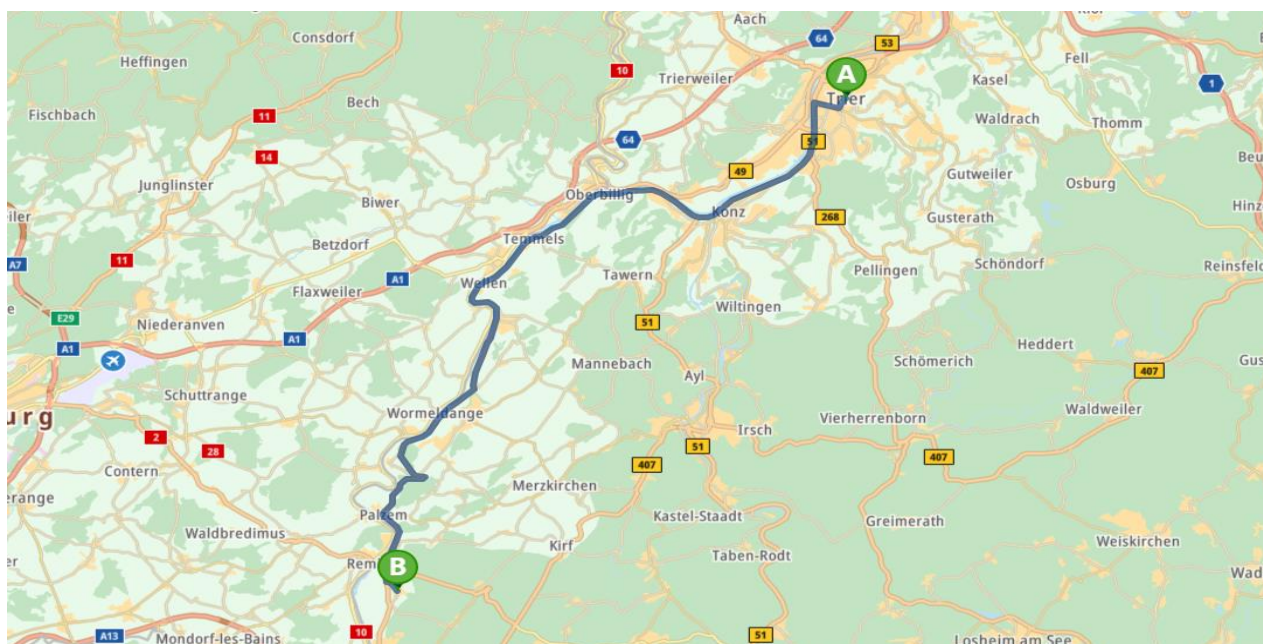 Consdorf
Heffingen
Aach
64
53
Fell
10
Trierweiler
A
Kasel
1
Bech
Trier
Fischbach
11
Waldrach
Thomm
64
51
14
49
Gutweiler
Junglinster
Oberbillig
Osburg
Biwer
Konz
268
Gusterath
Betzdorf
Temmels
11
A7
Pellingen
Schöndorf
Reinsfel
A1
Tawern
Flaxweiler
Wellen
Wiltingen
E29
Niederanven
51
A1
A1
Heddert
Mannebach
Schömerich
407
Schuttrange
Ayl
urg
Wormeldange
Vierherrenborn
Waldweiler
2
28
Irsch
51
407
407
Contern
Merzkirchen
Palzem
Kastel-Staadt
Greimerath
Waldbredimus
Kirf
Weiskirchen
Taben-Rodt
Rem
B
Wad
A13
Mondorf-les-Bains
10
51
Losheim am See